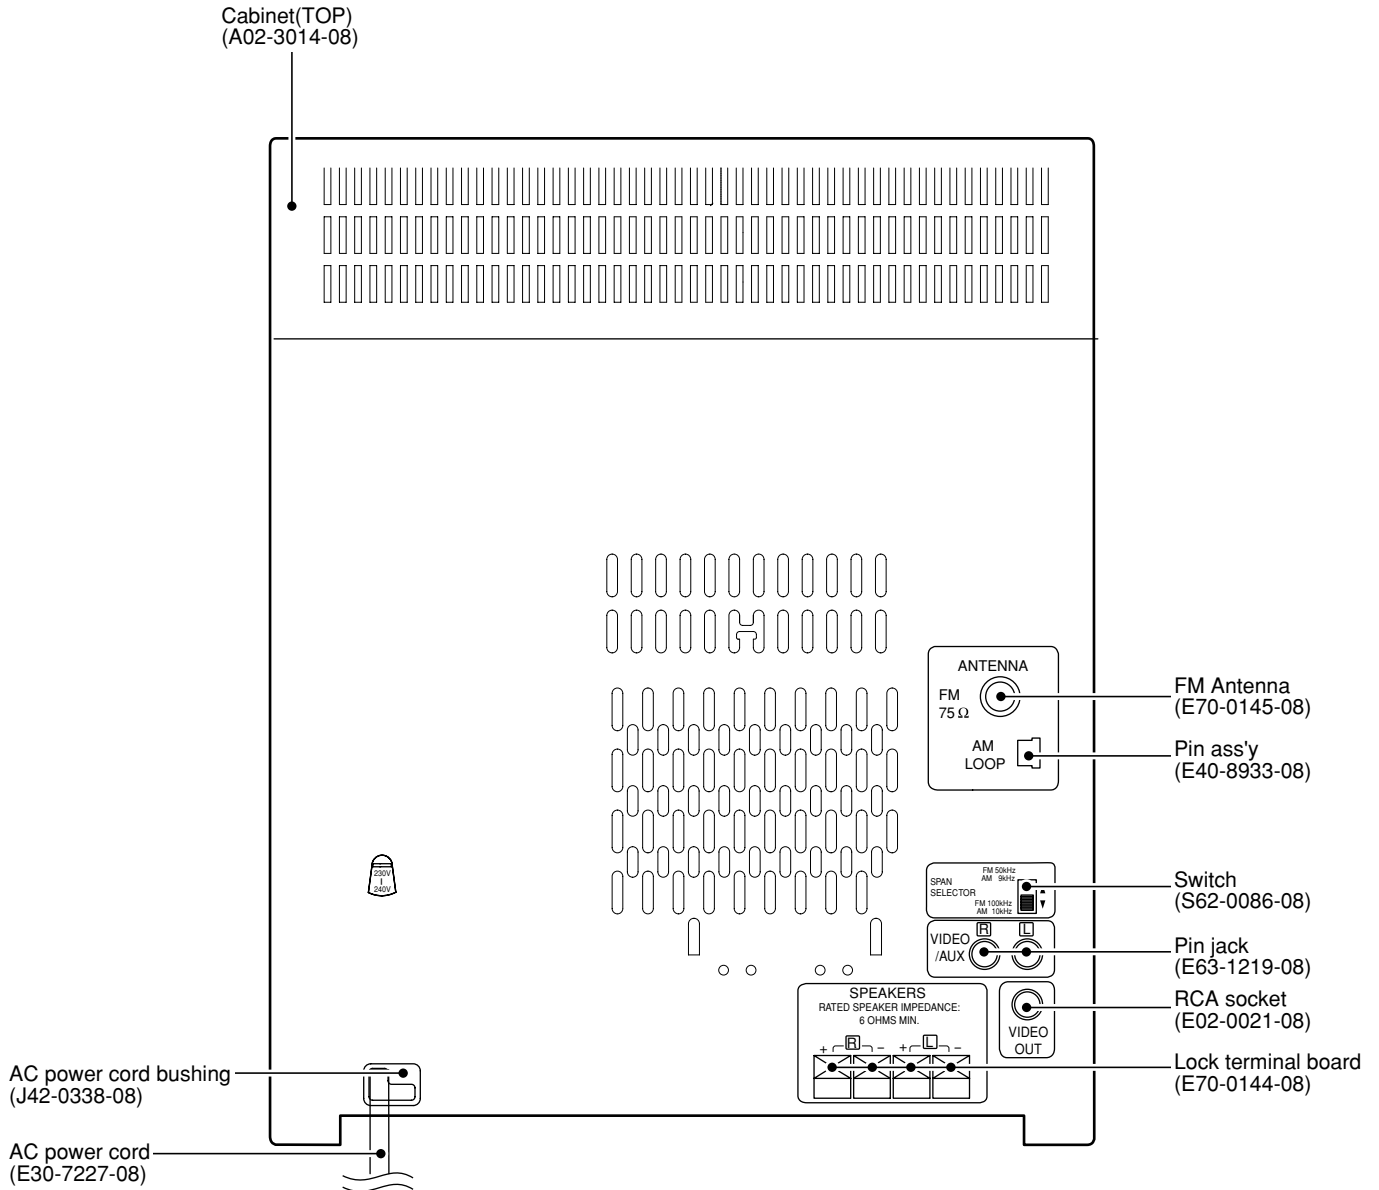 Cabinet(TOP)
(A02-3014-08)
ANTENNA
FM
75 Ω
AM
LOOP
FM Antenna
(E70-0145-08)
Pin ass'y
(E40-8933-08)
230V
240V
SPAN
SELECTOR
FM 50kHz
AM 9kHz
FM 100kHz
AM 10kHz
Switch
(S62-0086-08)
VIDEO
/AUX
R
L
Pin jack
(E63-1219-08)
SPEAKERS
RATED SPEAKER IMPEDANCE:
6 OHMS MIN.
+ R - + L -
VIDEO
OUT
RCA socket
(E02-0021-08)
Lock terminal board
(E70-0144-08)
AC power cord bushing
(J42-0338-08)
AC power cord
(E30-7227-08)